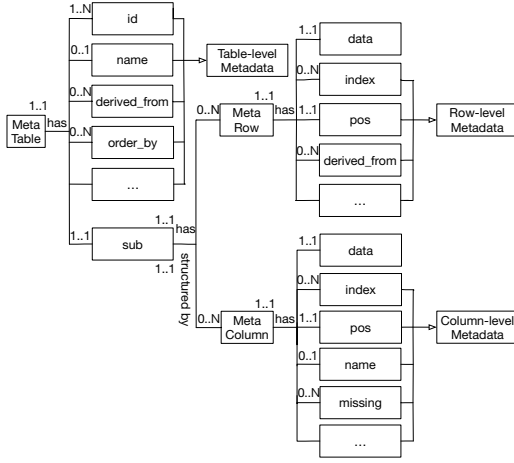 1..N
id
0..1
name
Table-level
Metadata
0..N
derived_from
1..1
has
Meta
Table
0..N
order_by
...
1..1
sub
1..1
has
1..1
structured by
0..N
Meta
Row
1..1
has
1..1
data
0..N
index
1..1
pos
Row-level
Metadata
0..N
derived_from
...
0..N
Meta
Column
1..1
has
1..1
data
0..N
index
1..1
pos
Column-level
Metadata
0..1
name
0..N
missing
...